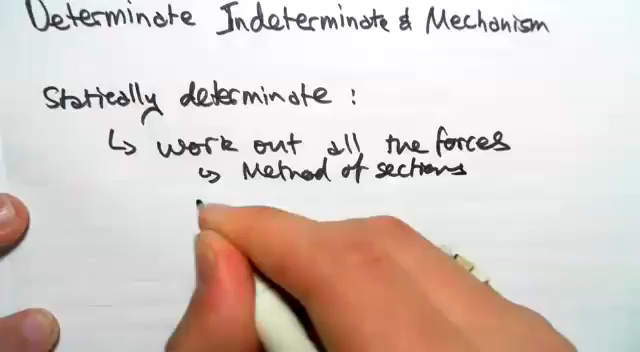 Determinate Indeterminate & Mechanism
Statically determinate :
↳ work out all the forces
↳ Method of sections